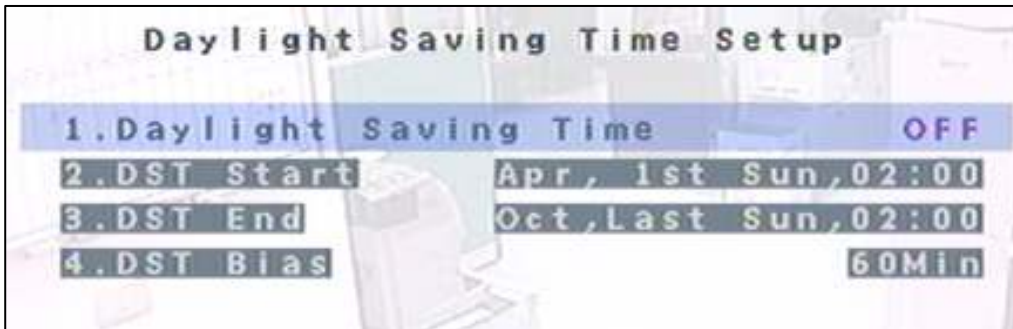 Daylight Saving Time Setup
1.Daylight Saving Time OFF
2.DST Start Apr, 1st Sun,02:00
3.DST End Oct,Last Sun,02:00
4.DST Bias 60Min